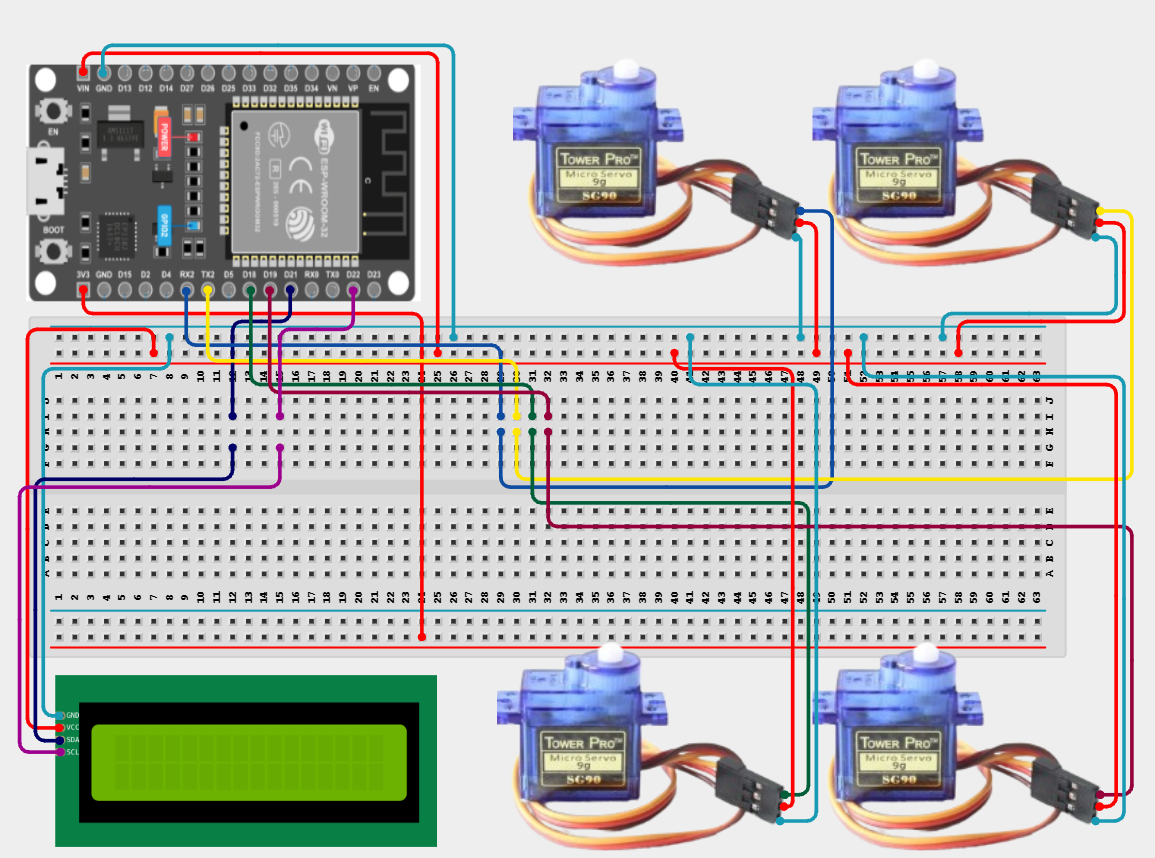 VIN GND D13 D12 D14 D27 D26 D25 D33 D32 D35 D34 VN VP EN
EN
POWER
WiFi
ESP-WROOM-32
CE
R
C
BOOT
GPIO2
3V3 GND D15 D2 D4 RX2 TX2 D5 D18 D19 D21 RX0 TX0 D22 D23
TOWER PRO™
Micro Servo
9g
SG90
TOWER PRO™
Micro Servo
9g
SG90
1 2 3 4 5 6 7 8 9 10 11 12 13 14 15 16 17 18 19 20 21 22 23 24 25 26 27 28 29 30 31 32 33 34 35 36 37 38 39 40 41 42 43 44 45 46 47 48 49 50 51 52 53 54 55 56 57 58 59 60 61 62 63
J J
I I
H H
G G
F F
E E
D D
C C
B B
A A
1 2 3 4 5 6 7 8 9 10 11 12 13 14 15 16 17 18 19 20 21 22 23 24 25 26 27 28 29 30 31 32 33 34 35 36 37 38 39 40 41 42 43 44 45 46 47 48 49 50 51 52 53 54 55 56 57 58 59 60 61 62 63
GND
VCC
SDA
SCL
TOWER PRO™
Micro Servo
9g
SG90
TOWER PRO™
Micro Servo
9g
SG90